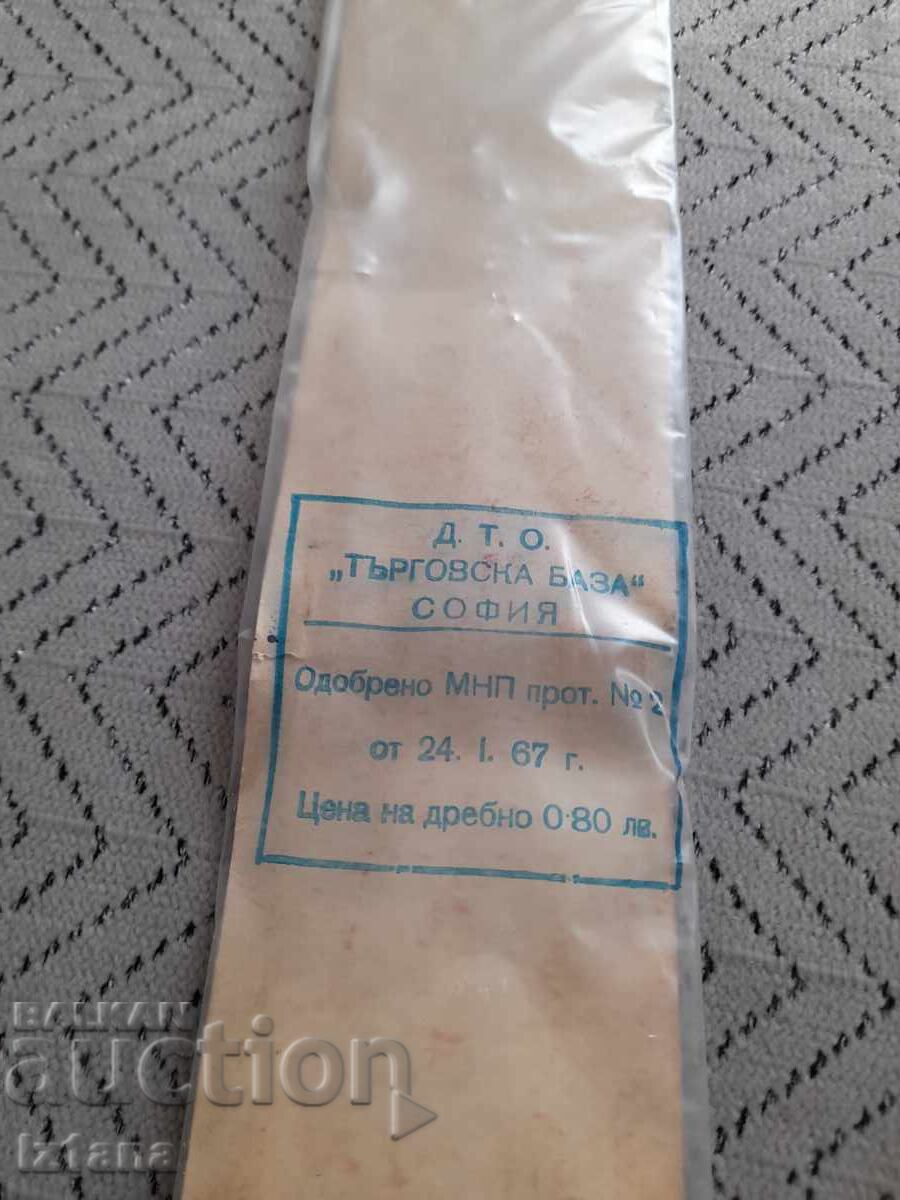 Д. Т. О.
„ТЪРГОВСКА БАЗА“
СОФИЯ
Одобрено МНП прот. № 2
от 24. I. 67 г.
Цена на дребно 0·80 лв.
BALKAN
auction
Iztana